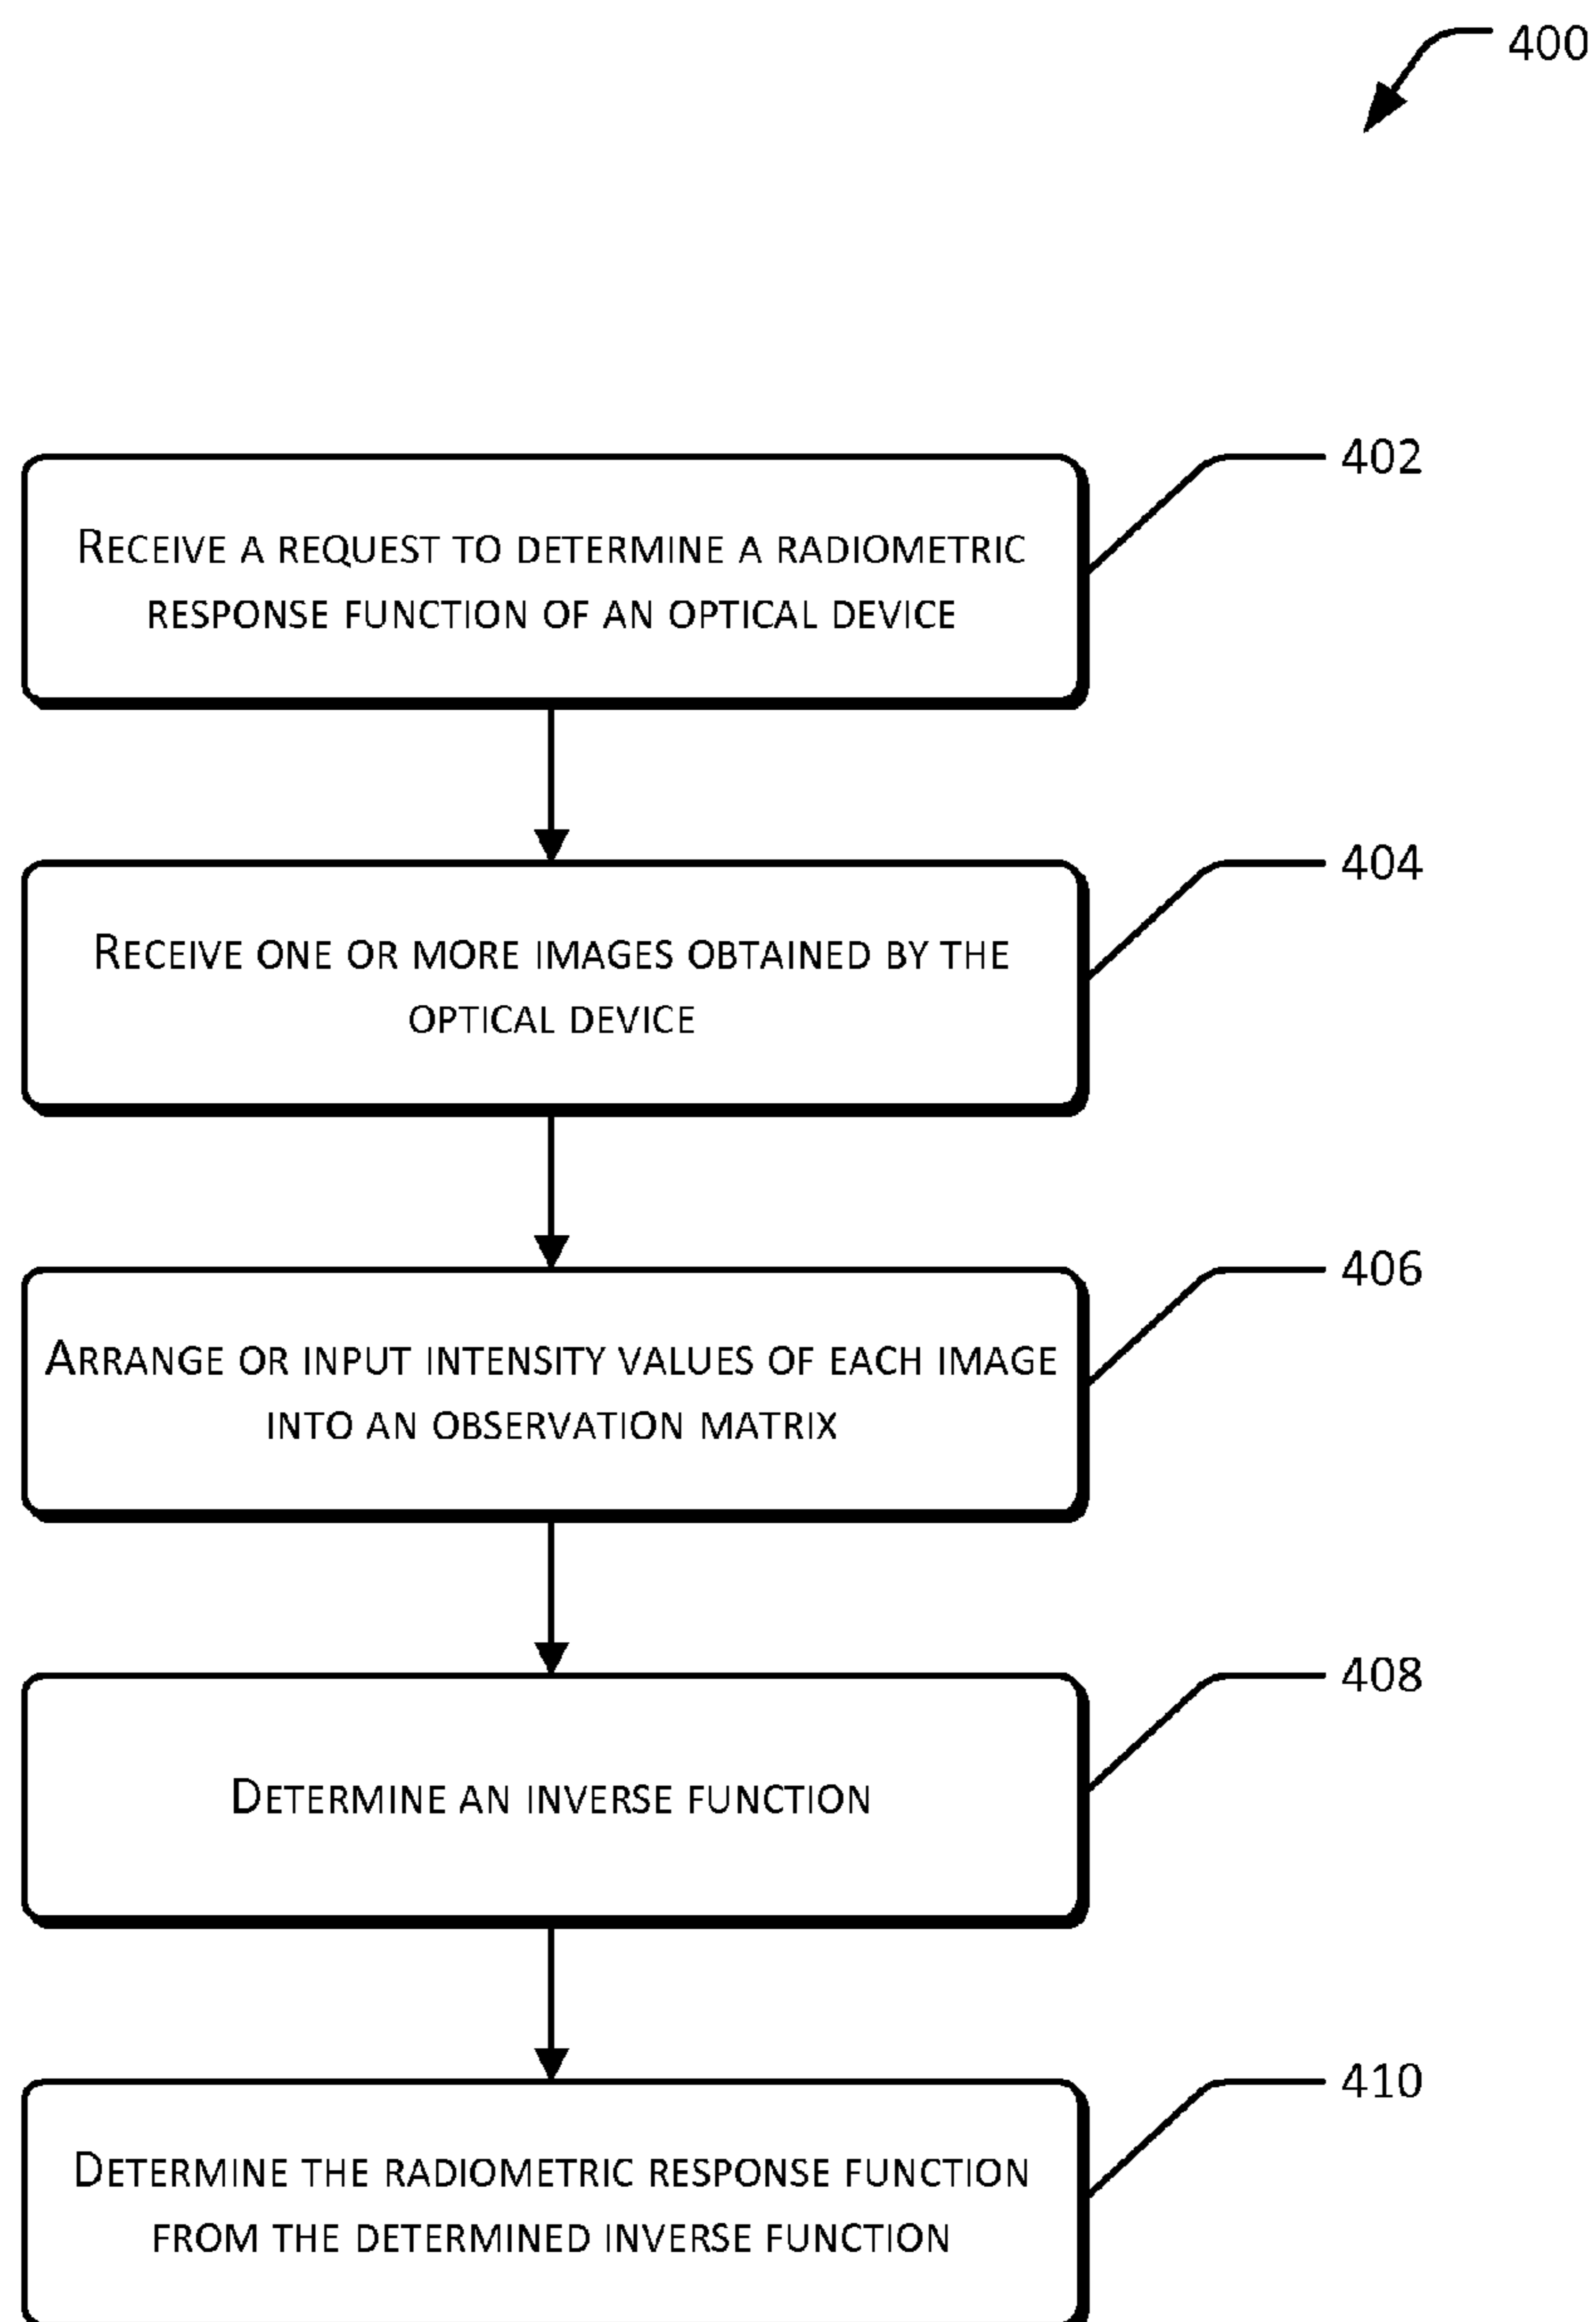 400
402
RECEIVE A REQUEST TO DETERMINE A RADIOMETRIC
RESPONSE FUNCTION OF AN OPTICAL DEVICE
404
RECEIVE ONE OR MORE IMAGES OBTAINED BY THE
OPTICAL DEVICE
406
ARRANGE OR INPUT INTENSITY VALUES OF EACH IMAGE
INTO AN OBSERVATION MATRIX
408
DETERMINE AN INVERSE FUNCTION
410
DETERMINE THE RADIOMETRIC RESPONSE FUNCTION
FROM THE DETERMINED INVERSE FUNCTION